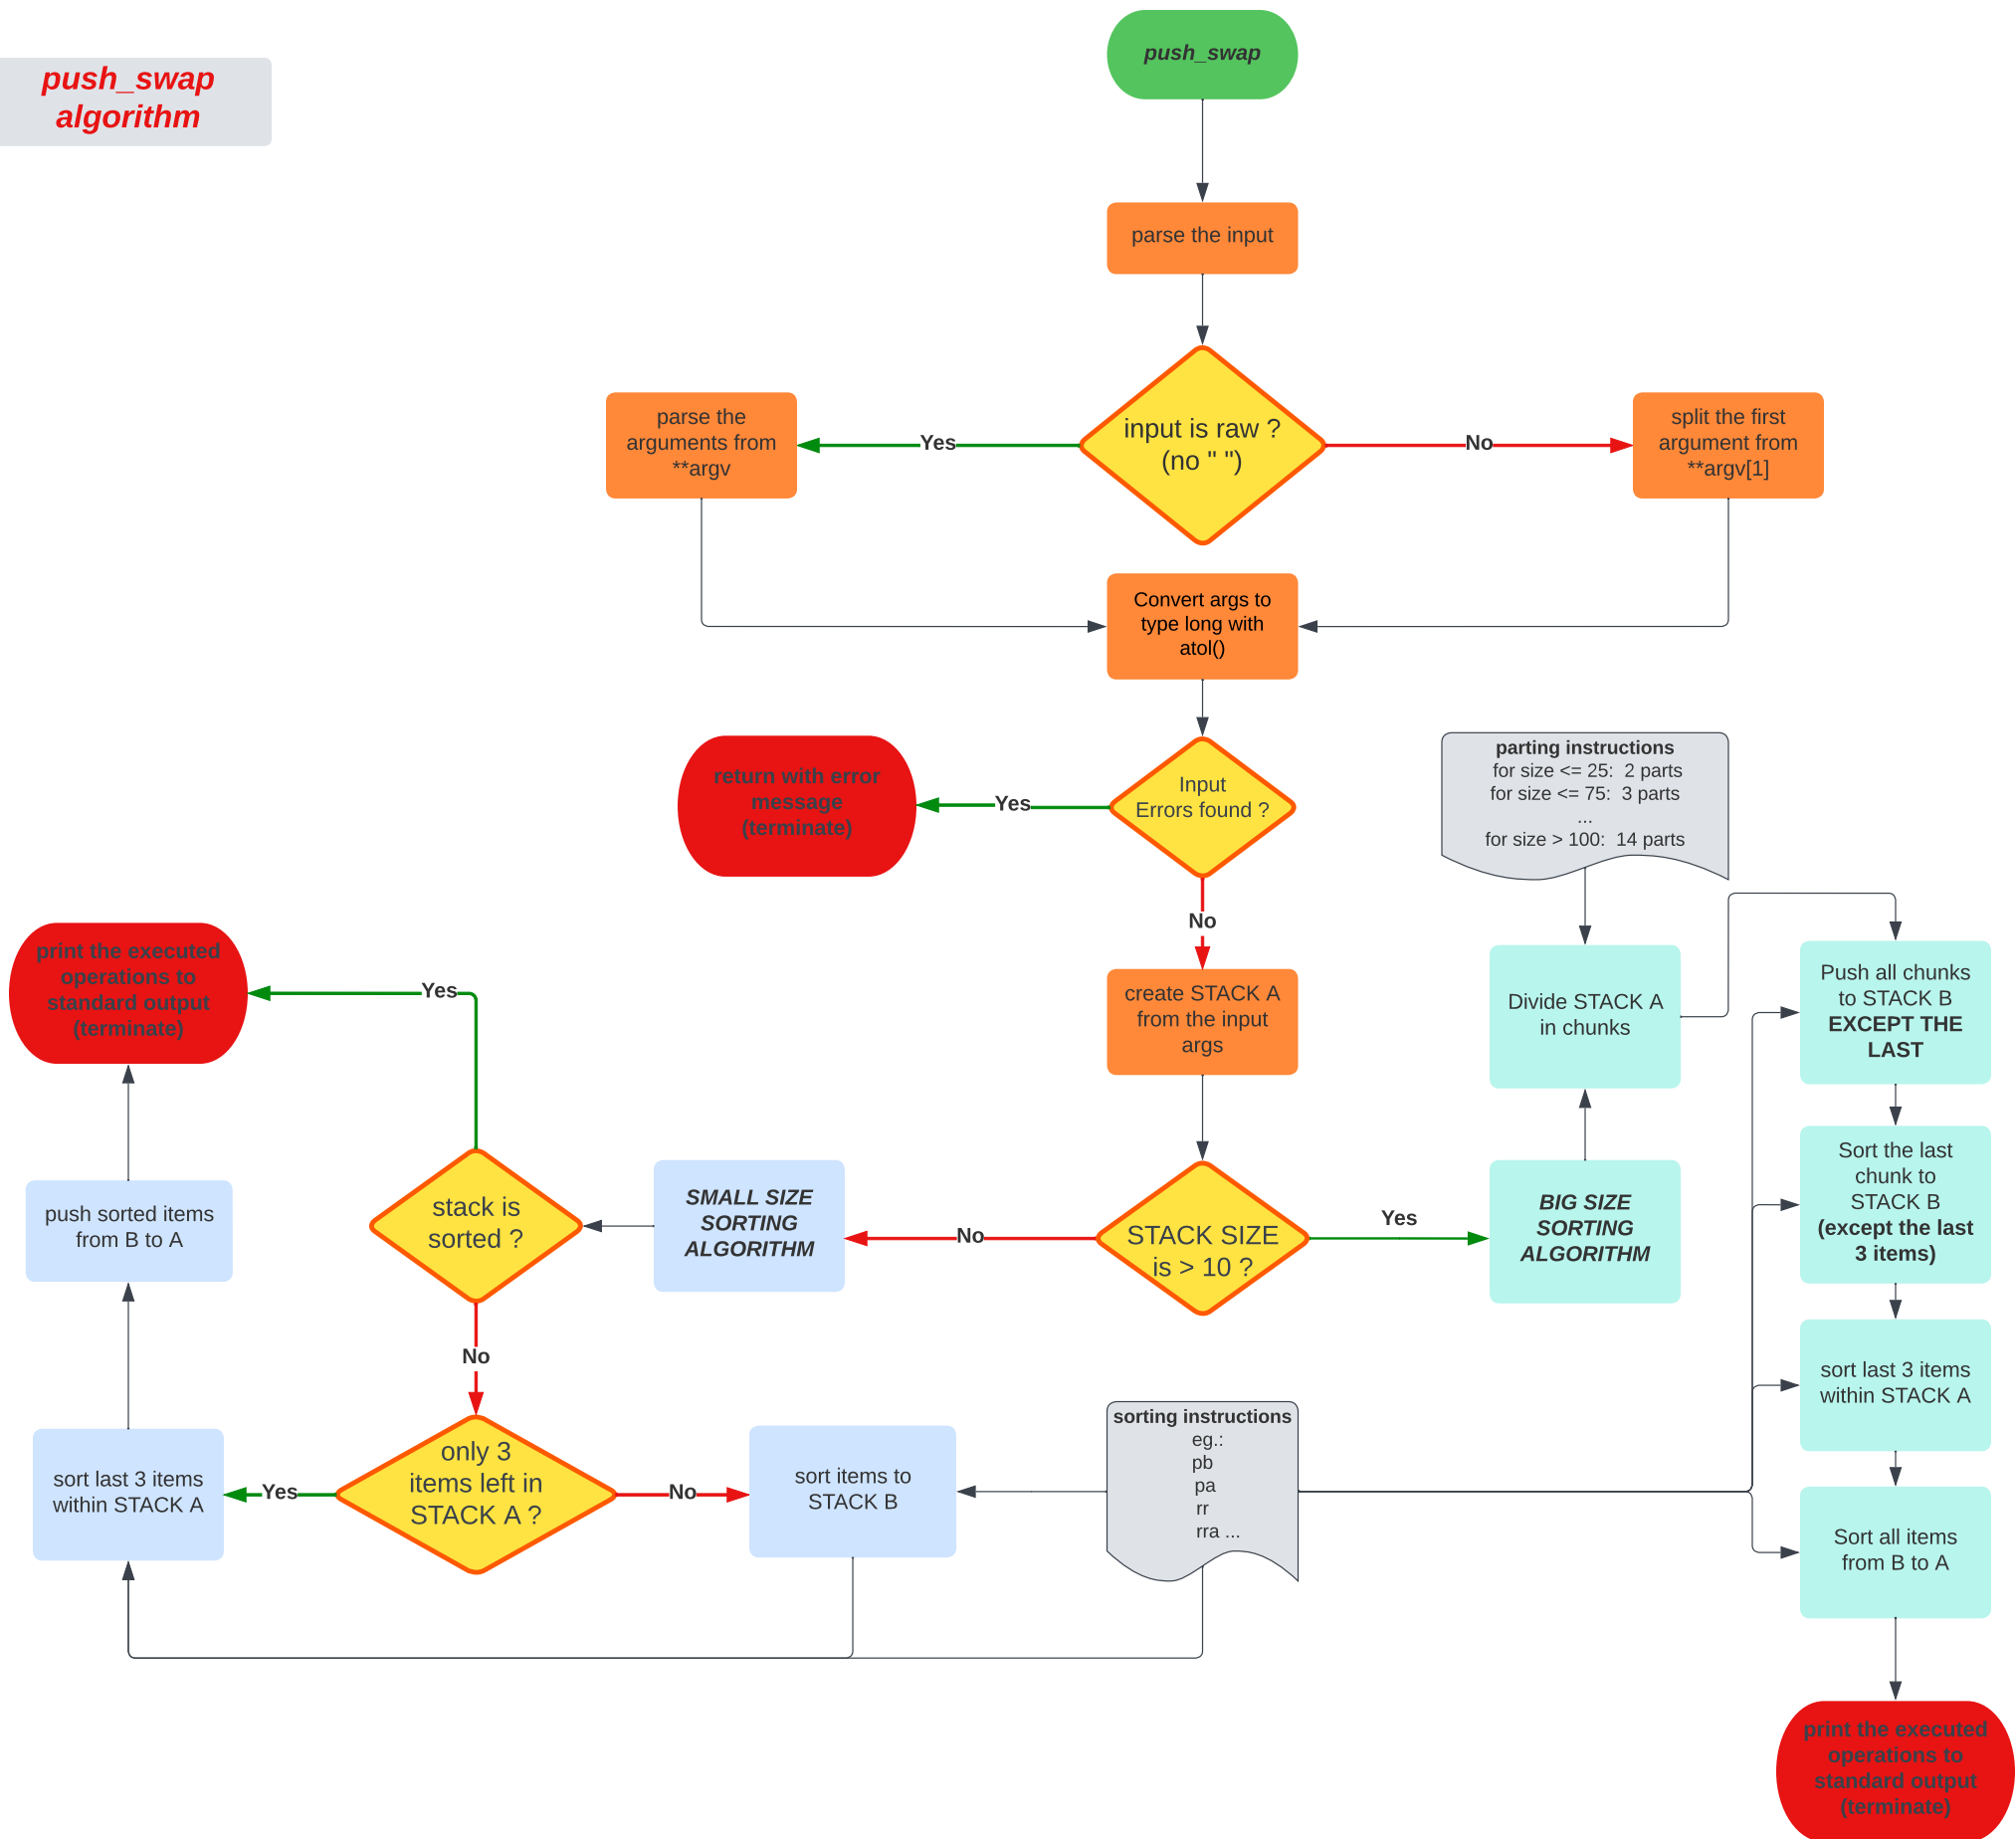 push_swap
algorithm
push_swap
parse the input
input is raw ?
(no " ")
Yes
No
parse the
arguments from
**argv
split the first
argument from
**argv[1]
Convert args to
type long with
atol()
Input
Errors found ?
Yes
return with error
message
(terminate)
No
parting instructions
for size <= 25:  2 parts
for size <= 75:  3 parts
...
for size > 100:  14 parts
create STACK A
from the input
args
Divide STACK A
in chunks
Push all chunks
to STACK B
EXCEPT THE
LAST
print the executed
operations to
standard output
(terminate)
Yes
stack is
sorted ?
SMALL SIZE
SORTING
ALGORITHM
No
STACK SIZE
is > 10 ?
Yes
BIG SIZE
SORTING
ALGORITHM
Sort the last
chunk to
STACK B
(except the last
3 items)
push sorted items
from B to A
No
sort last 3 items
within STACK A
sort last 3 items
within STACK A
Yes
only 3
items left in
STACK A ?
No
sort items to
STACK B
sorting instructions
eg.:
pb
pa
rr
rra ...
Sort all items
from B to A
print the executed
operations to
standard output
(terminate)